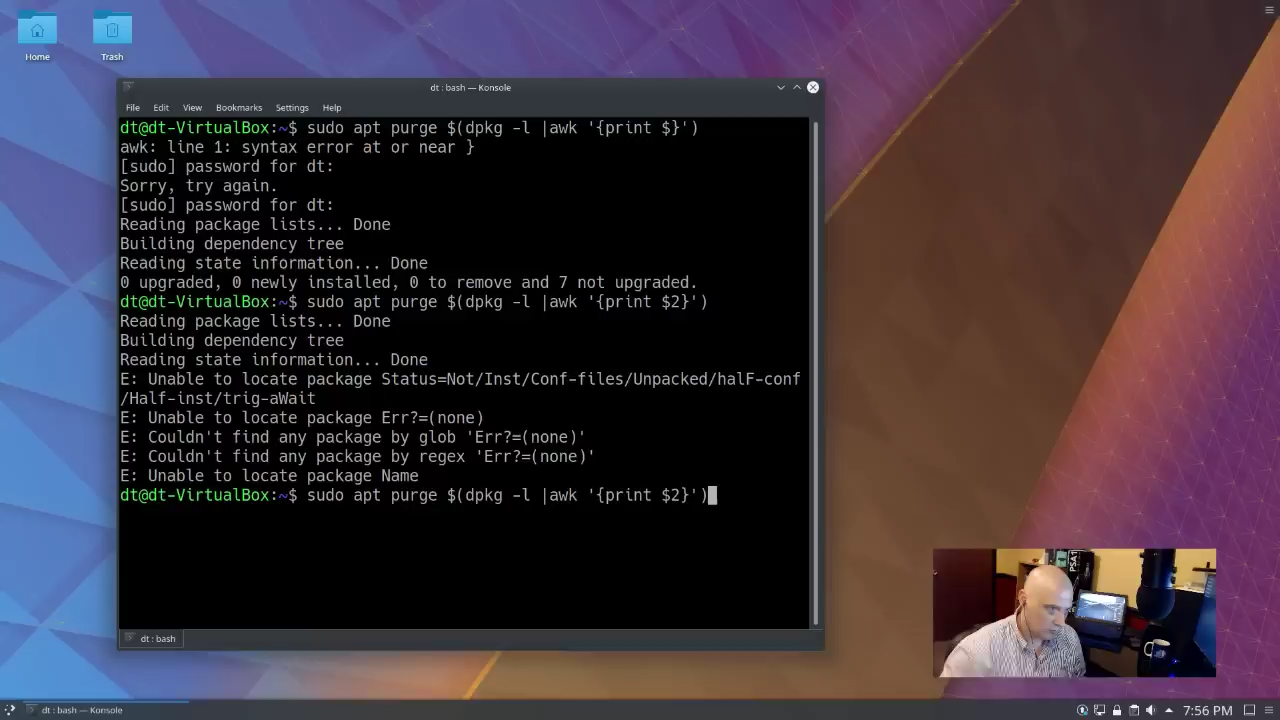 Home
Trash
dt : bash — Konsole
File Edit View Bookmarks Settings Help
dt@dt-VirtualBox:~$ sudo apt purge $(dpkg -l |awk '{print $}')
awk: line 1: syntax error at or near }
[sudo] password for dt:
Sorry, try again.
[sudo] password for dt:
Reading package lists... Done
Building dependency tree
Reading state information... Done
0 upgraded, 0 newly installed, 0 to remove and 7 not upgraded.
dt@dt-VirtualBox:~$ sudo apt purge $(dpkg -l |awk '{print $2}')
Reading package lists... Done
Building dependency tree
Reading state information... Done
E: Unable to locate package Status=Not/Inst/Conf-files/Unpacked/halF-conf
/Half-inst/trig-aWait
E: Unable to locate package Err?=(none)
E: Couldn't find any package by glob 'Err?=(none)'
E: Couldn't find any package by regex 'Err?=(none)'
E: Unable to locate package Name
dt@dt-VirtualBox:~$ sudo apt purge $(dpkg -l |awk '{print $2}')
dt : bash
PSA1
dt : bash — Konsole
7:56 PM